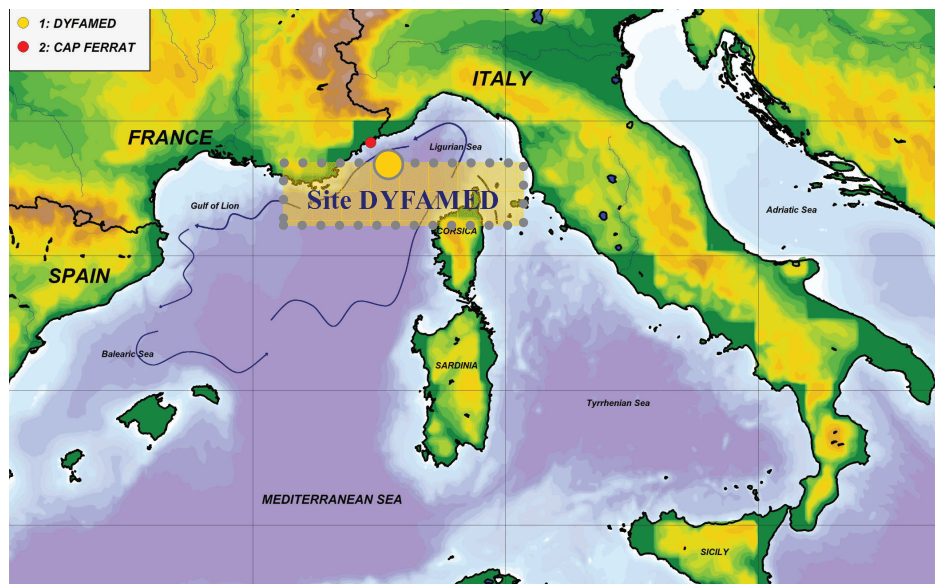 1: DYFAMED
2: CAP FERRAT
ITALY
FRANCE
Ligurian Sea
Site DYFAMED
Gulf of Lion
Adriatic Sea
CORSICA
SPAIN
Balearic Sea
SARDINIA
Tyrrhenian Sea
MEDITERRANEAN SEA
SICILY